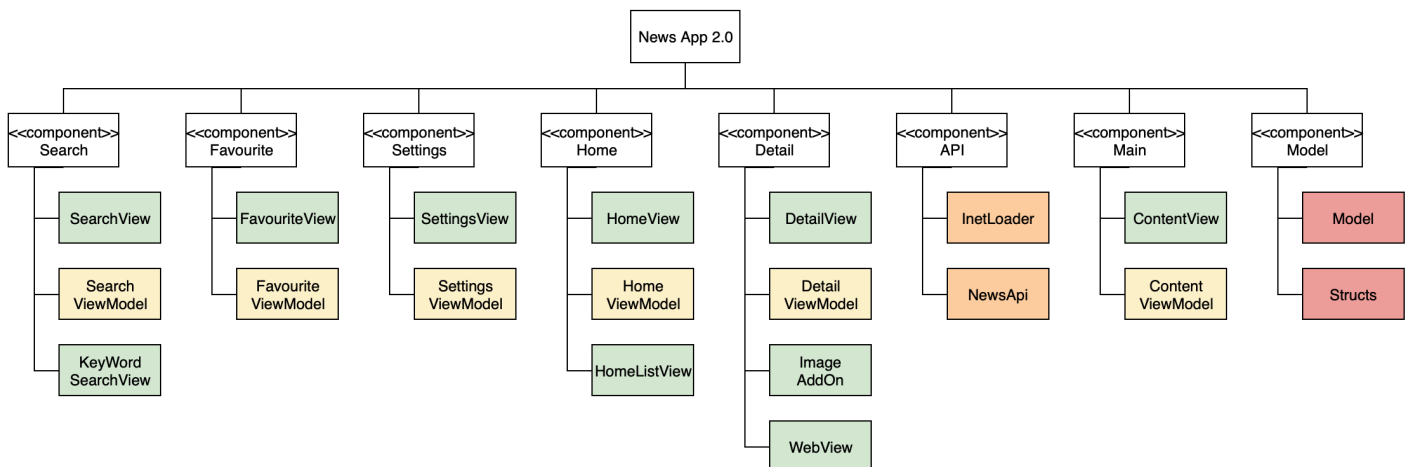 News App 2.0
<<component>>
Search
<<component>>
Favourite
<<component>>
Settings
<<component>>
Home
<<component>>
Detail
<<component>>
API
<<component>>
Main
<<component>>
Model
SearchView
FavouriteView
SettingsView
HomeView
DetailView
InetLoader
ContentView
Model
Search
ViewModel
Favourite
ViewModel
Settings
ViewModel
Home
ViewModel
Detail
ViewModel
NewsApi
Content
ViewModel
Structs
KeyWord
SearchView
HomeListView
Image
AddOn
WebView